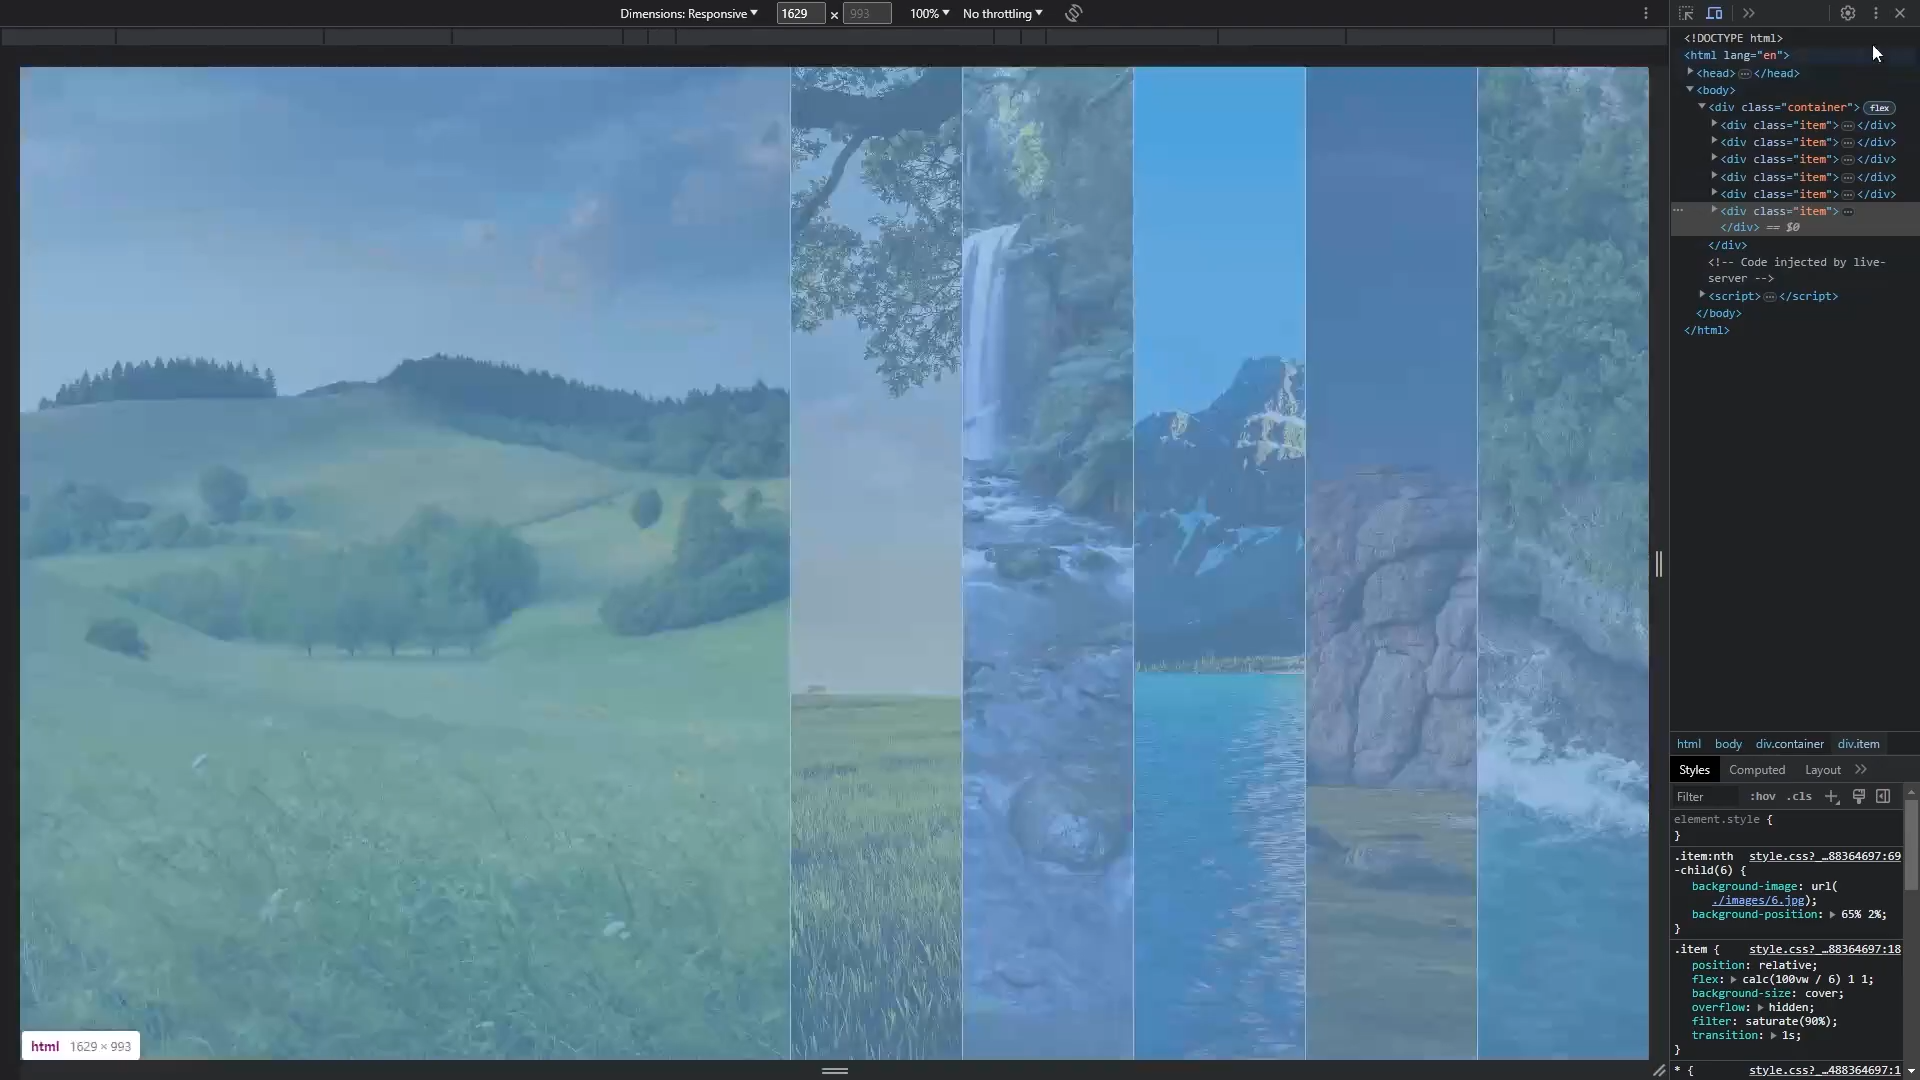 Dimensions: Responsive 1629 × 993 100% No throttling
<!DOCTYPE html>
<html lang="en">
<head> … </head>
<body>
<div class="container"> flex
<div class="item"> … </div>
<div class="item"> … </div>
<div class="item"> … </div>
<div class="item"> … </div>
<div class="item"> … </div>
… <div class="item"> …
</div> == $0
</div>
<!-- Code injected by live-
server -->
<script> … </script>
</body>
</html>
html body div.container div.item
Styles Computed Layout
Filter :hov .cls
element.style {
}
.item:nth style.css?_…88364697:69
-child(6) {
background-image: url(
./images/6.jpg);
background-position: 65% 2%;
}
.item { style.css?_…88364697:18
position: relative;
flex: calc(100vw / 6) 1 1;
background-size: cover;
overflow: hidden;
filter: saturate(90%);
transition: 1s;
}
* { style.css?_…488364697:1
html 1629 × 993